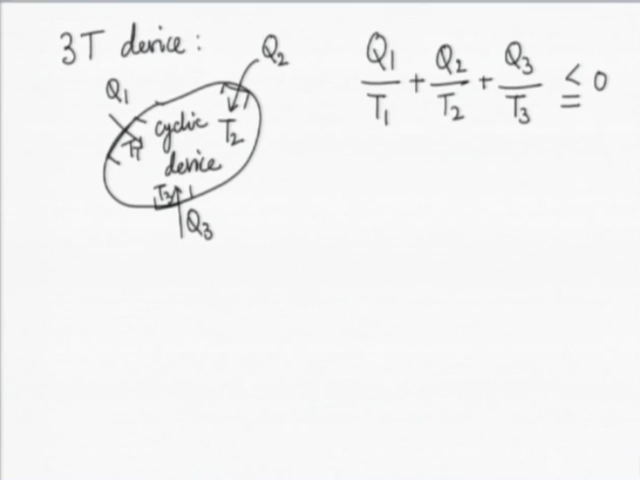 3T device :
Q₂
Q₁
cyclic
T₁
T₂
device
T₃
Q₃
Q₁/T₁ + Q₂/T₂ + Q₃/T₃ ≤ 0